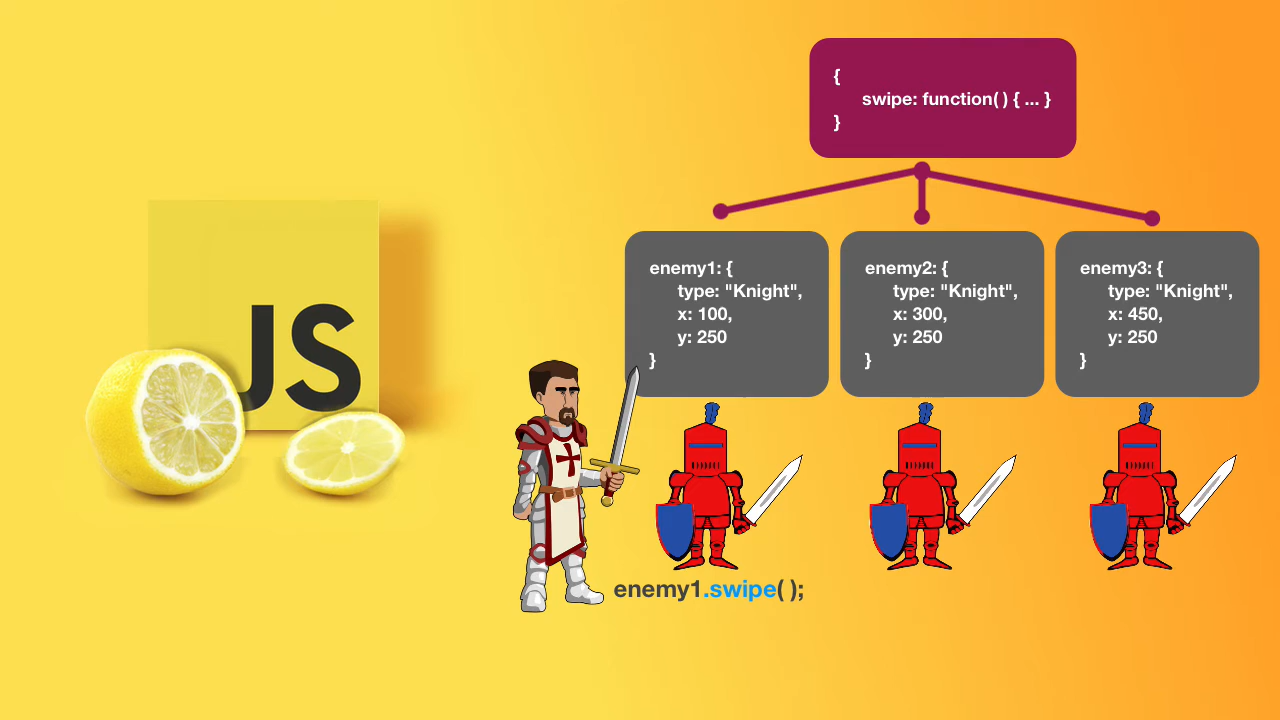 JS
{
swipe: function( ) { ... }
}
enemy1: {
type: "Knight",
x: 100,
y: 250
}
enemy2: {
type: "Knight",
x: 300,
y: 250
}
enemy3: {
type: "Knight",
x: 450,
y: 250
}
enemy1.swipe( );